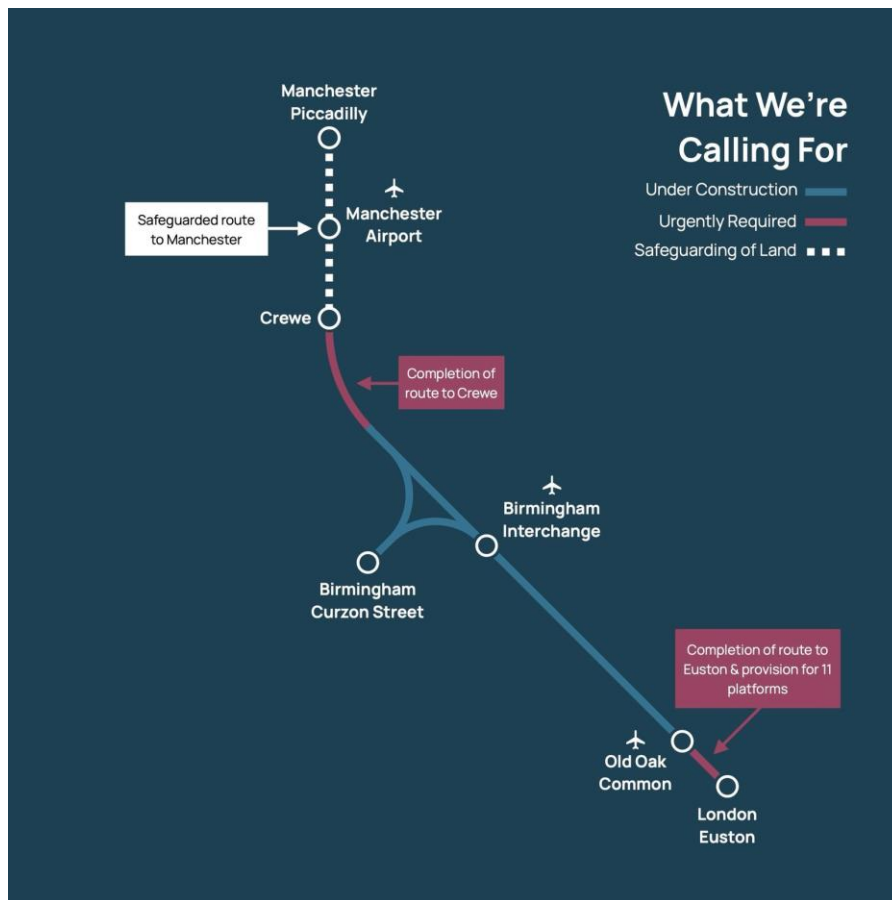 Manchester
Piccadilly
What We're
Calling For
Under Construction
Urgently Required
Safeguarding of Land
Safeguarded route
to Manchester
Manchester
Airport
Crewe
Completion of
route to Crewe
Birmingham
Interchange
Birmingham
Curzon Street
Completion of route to
Euston & provision for 11
platforms
Old Oak
Common
London
Euston